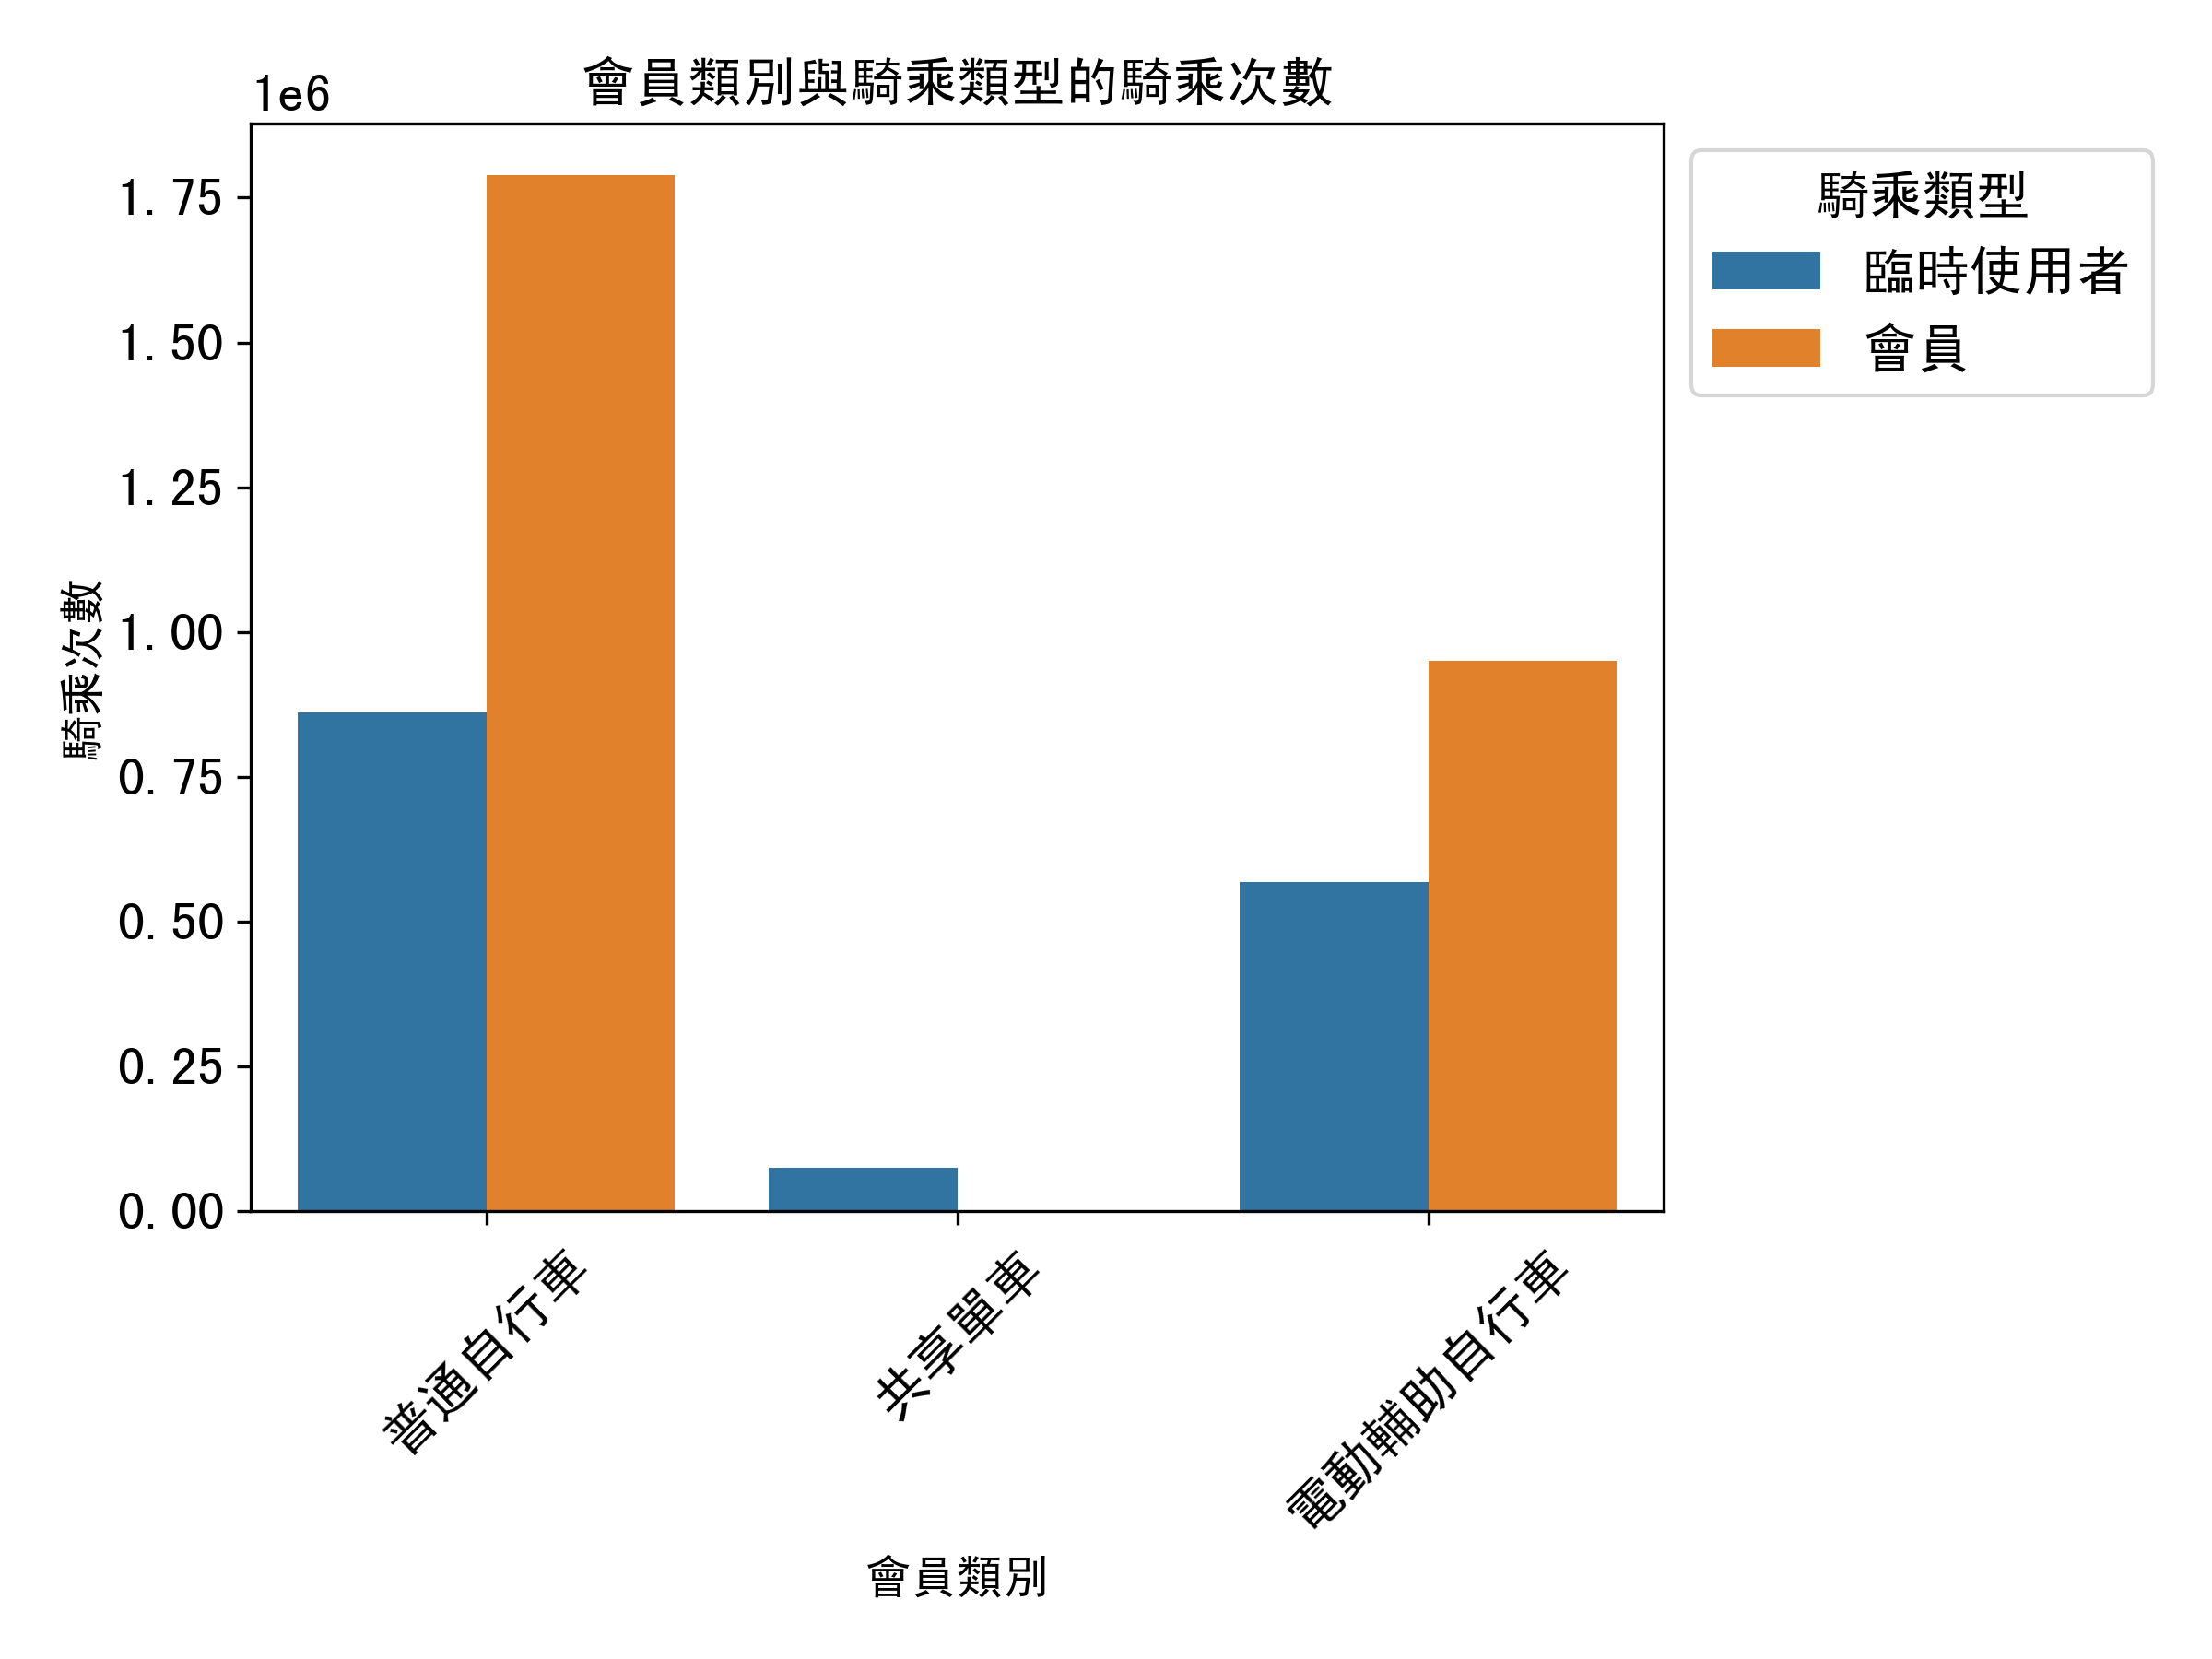 會員類別與騎乘類型的騎乘次數
1e6
1.75
1.50
1.25
1.00
0.75
0.50
0.25
0.00
騎乘次數
普通自行車
共享單車
電動輔助自行車
會員類別
騎乘類型
臨時使用者
會員